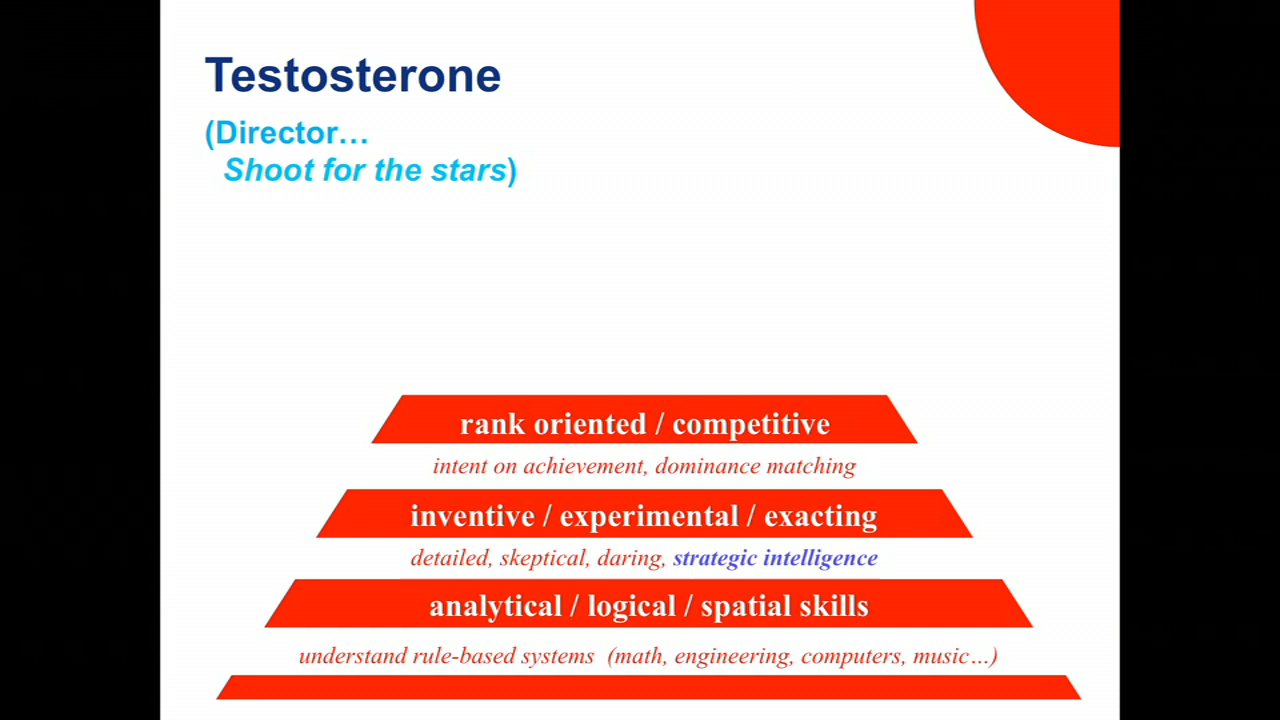 Testosterone
(Director…
Shoot for the stars)
rank oriented / competitive
intent on achievement, dominance matching
inventive / experimental / exacting
detailed, skeptical, daring, strategic intelligence
analytical / logical / spatial skills
understand rule-based systems (math, engineering, computers, music…)